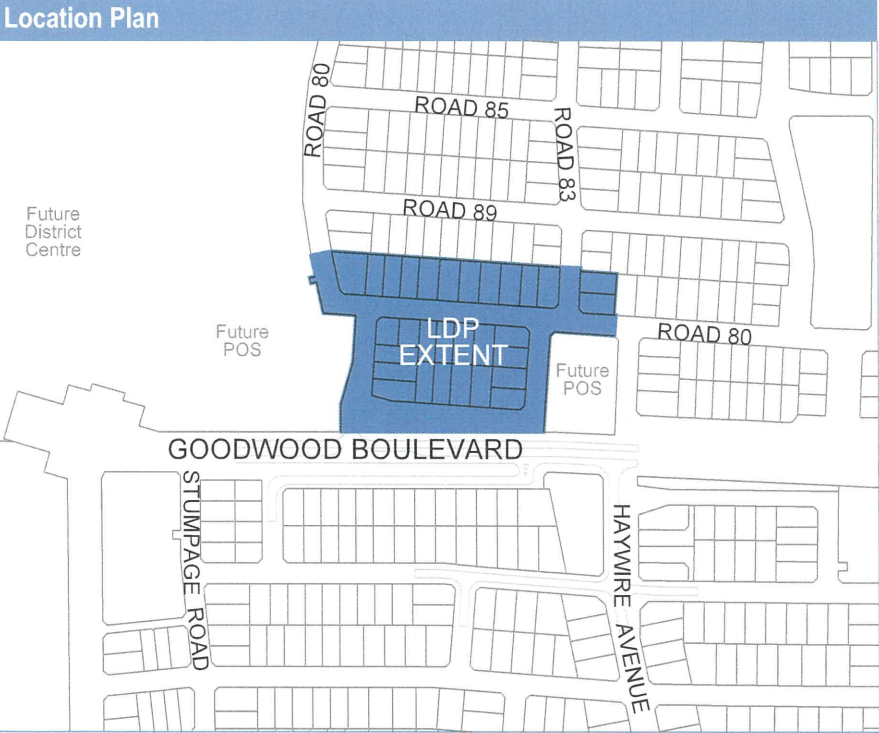 Location Plan
ROAD 80
ROAD 85
ROAD 83
ROAD 89
Future
District
Centre
LDP
EXTENT
Future
POS
ROAD 80
Future
POS
GOODWOOD BOULEVARD
STUMPAGE ROAD
HAYWIRE AVENUE